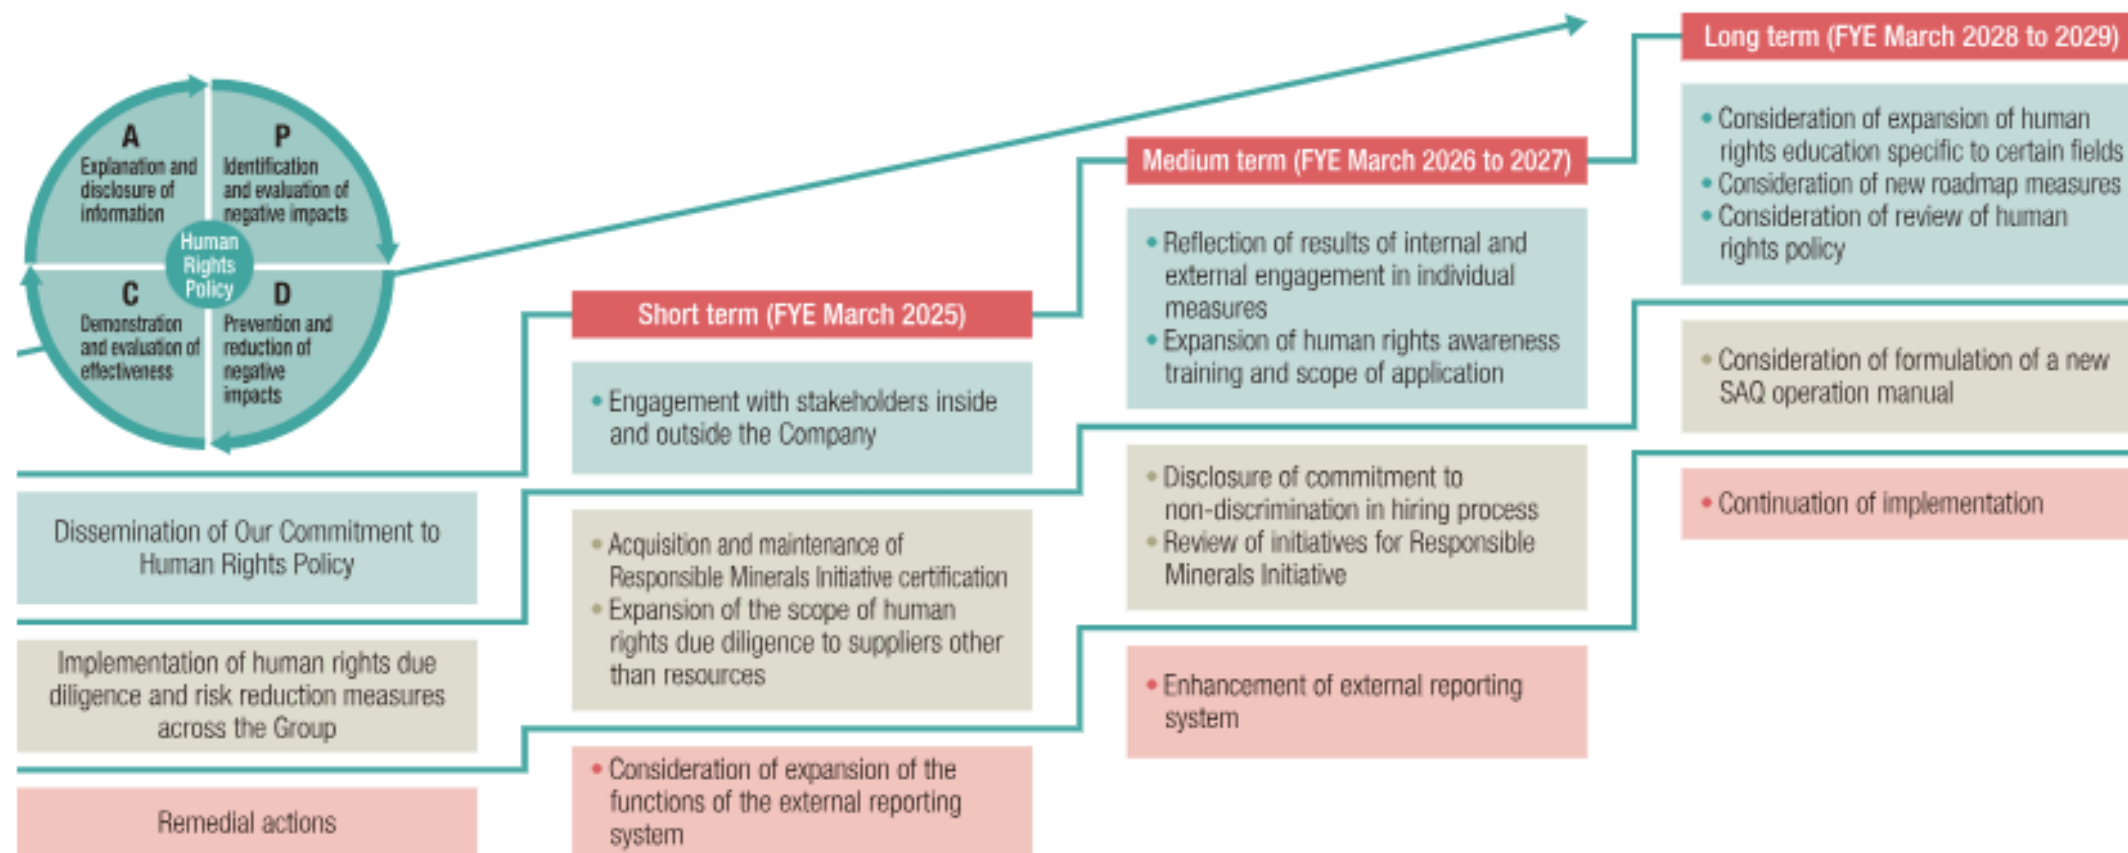 A
Explanation and
disclosure of
information
P
Identification
and evaluation of
negative impacts
Human
Rights
Policy
C
Demonstration
and evaluation of
effectiveness
D
Prevention and
reduction of
negative
impacts
Dissemination of Our Commitment to
Human Rights Policy
Implementation of human rights due
diligence and risk reduction measures
across the Group
Remedial actions
Short term (FYE March 2025)
• Engagement with stakeholders inside
and outside the Company
• Acquisition and maintenance of
Responsible Minerals Initiative certification
• Expansion of the scope of human
rights due diligence to suppliers other
than resources
• Consideration of expansion of the
functions of the external reporting
system
Medium term (FYE March 2026 to 2027)
• Reflection of results of internal and
external engagement in individual
measures
• Expansion of human rights awareness
training and scope of application
• Disclosure of commitment to
non-discrimination in hiring process
• Review of initiatives for Responsible
Minerals Initiative
• Enhancement of external reporting
system
Long term (FYE March 2028 to 2029)
• Consideration of expansion of human
rights education specific to certain fields
• Consideration of new roadmap measures
• Consideration of review of human
rights policy
• Consideration of formulation of a new
SAQ operation manual
• Continuation of implementation